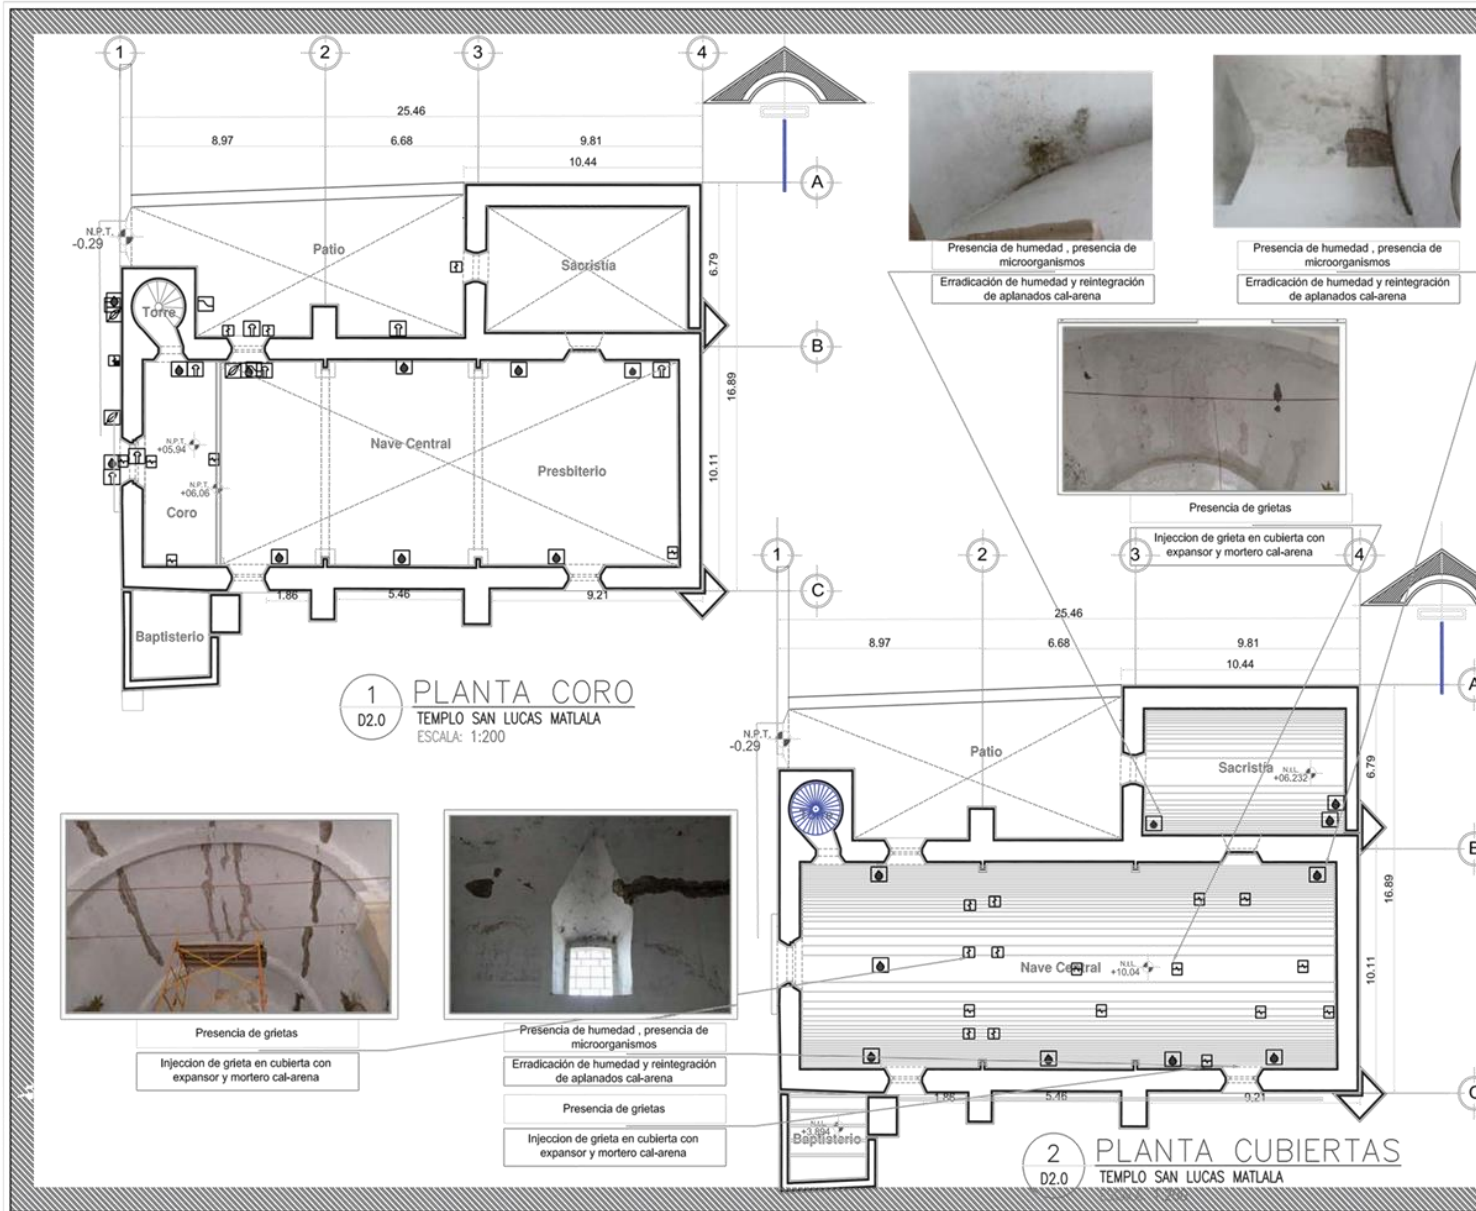 1
2
3
4
25.46
8.97
6.68
9.81
10.44
A
N.P.T.
-0.29
Patio
Sacristía
6.79
Torre
B
16.89
N.P.T.
+05.94
Nave Central
Presbiterio
10.11
N.P.T.
+06.06
Coro
C
1.86
5.46
9.21
Baptisterio
1
D2.0
PLANTA CORO
TEMPLO SAN LUCAS MATLALA
ESCALA: 1:200
Presencia de humedad , presencia de
microorganismos
Erradicación de humedad y reintegración
de aplanados cal-arena
Presencia de humedad , presencia de
microorganismos
Erradicación de humedad y reintegración
de aplanados cal-arena
Presencia de grietas
Injeccion de grieta en cubierta con
expansor y mortero cal-arena
1
2
3
4
25.46
8.97
6.68
9.81
10.44
A
N.P.T.
-0.29
Patio
Sacristía
N.I.L.
+06.232
6.79
B
16.89
Nave Central
N.I.L.
+10.04
10.11
C
1.86
5.46
9.21
+3.894
Baptisterio
Presencia de grietas
Injeccion de grieta en cubierta con
expansor y mortero cal-arena
Presencia de humedad , presencia de
microorganismos
Erradicación de humedad y reintegración
de aplanados cal-arena
Presencia de grietas
Injeccion de grieta en cubierta con
expansor y mortero cal-arena
2
D2.0
PLANTA CUBIERTAS
TEMPLO SAN LUCAS MATLALA